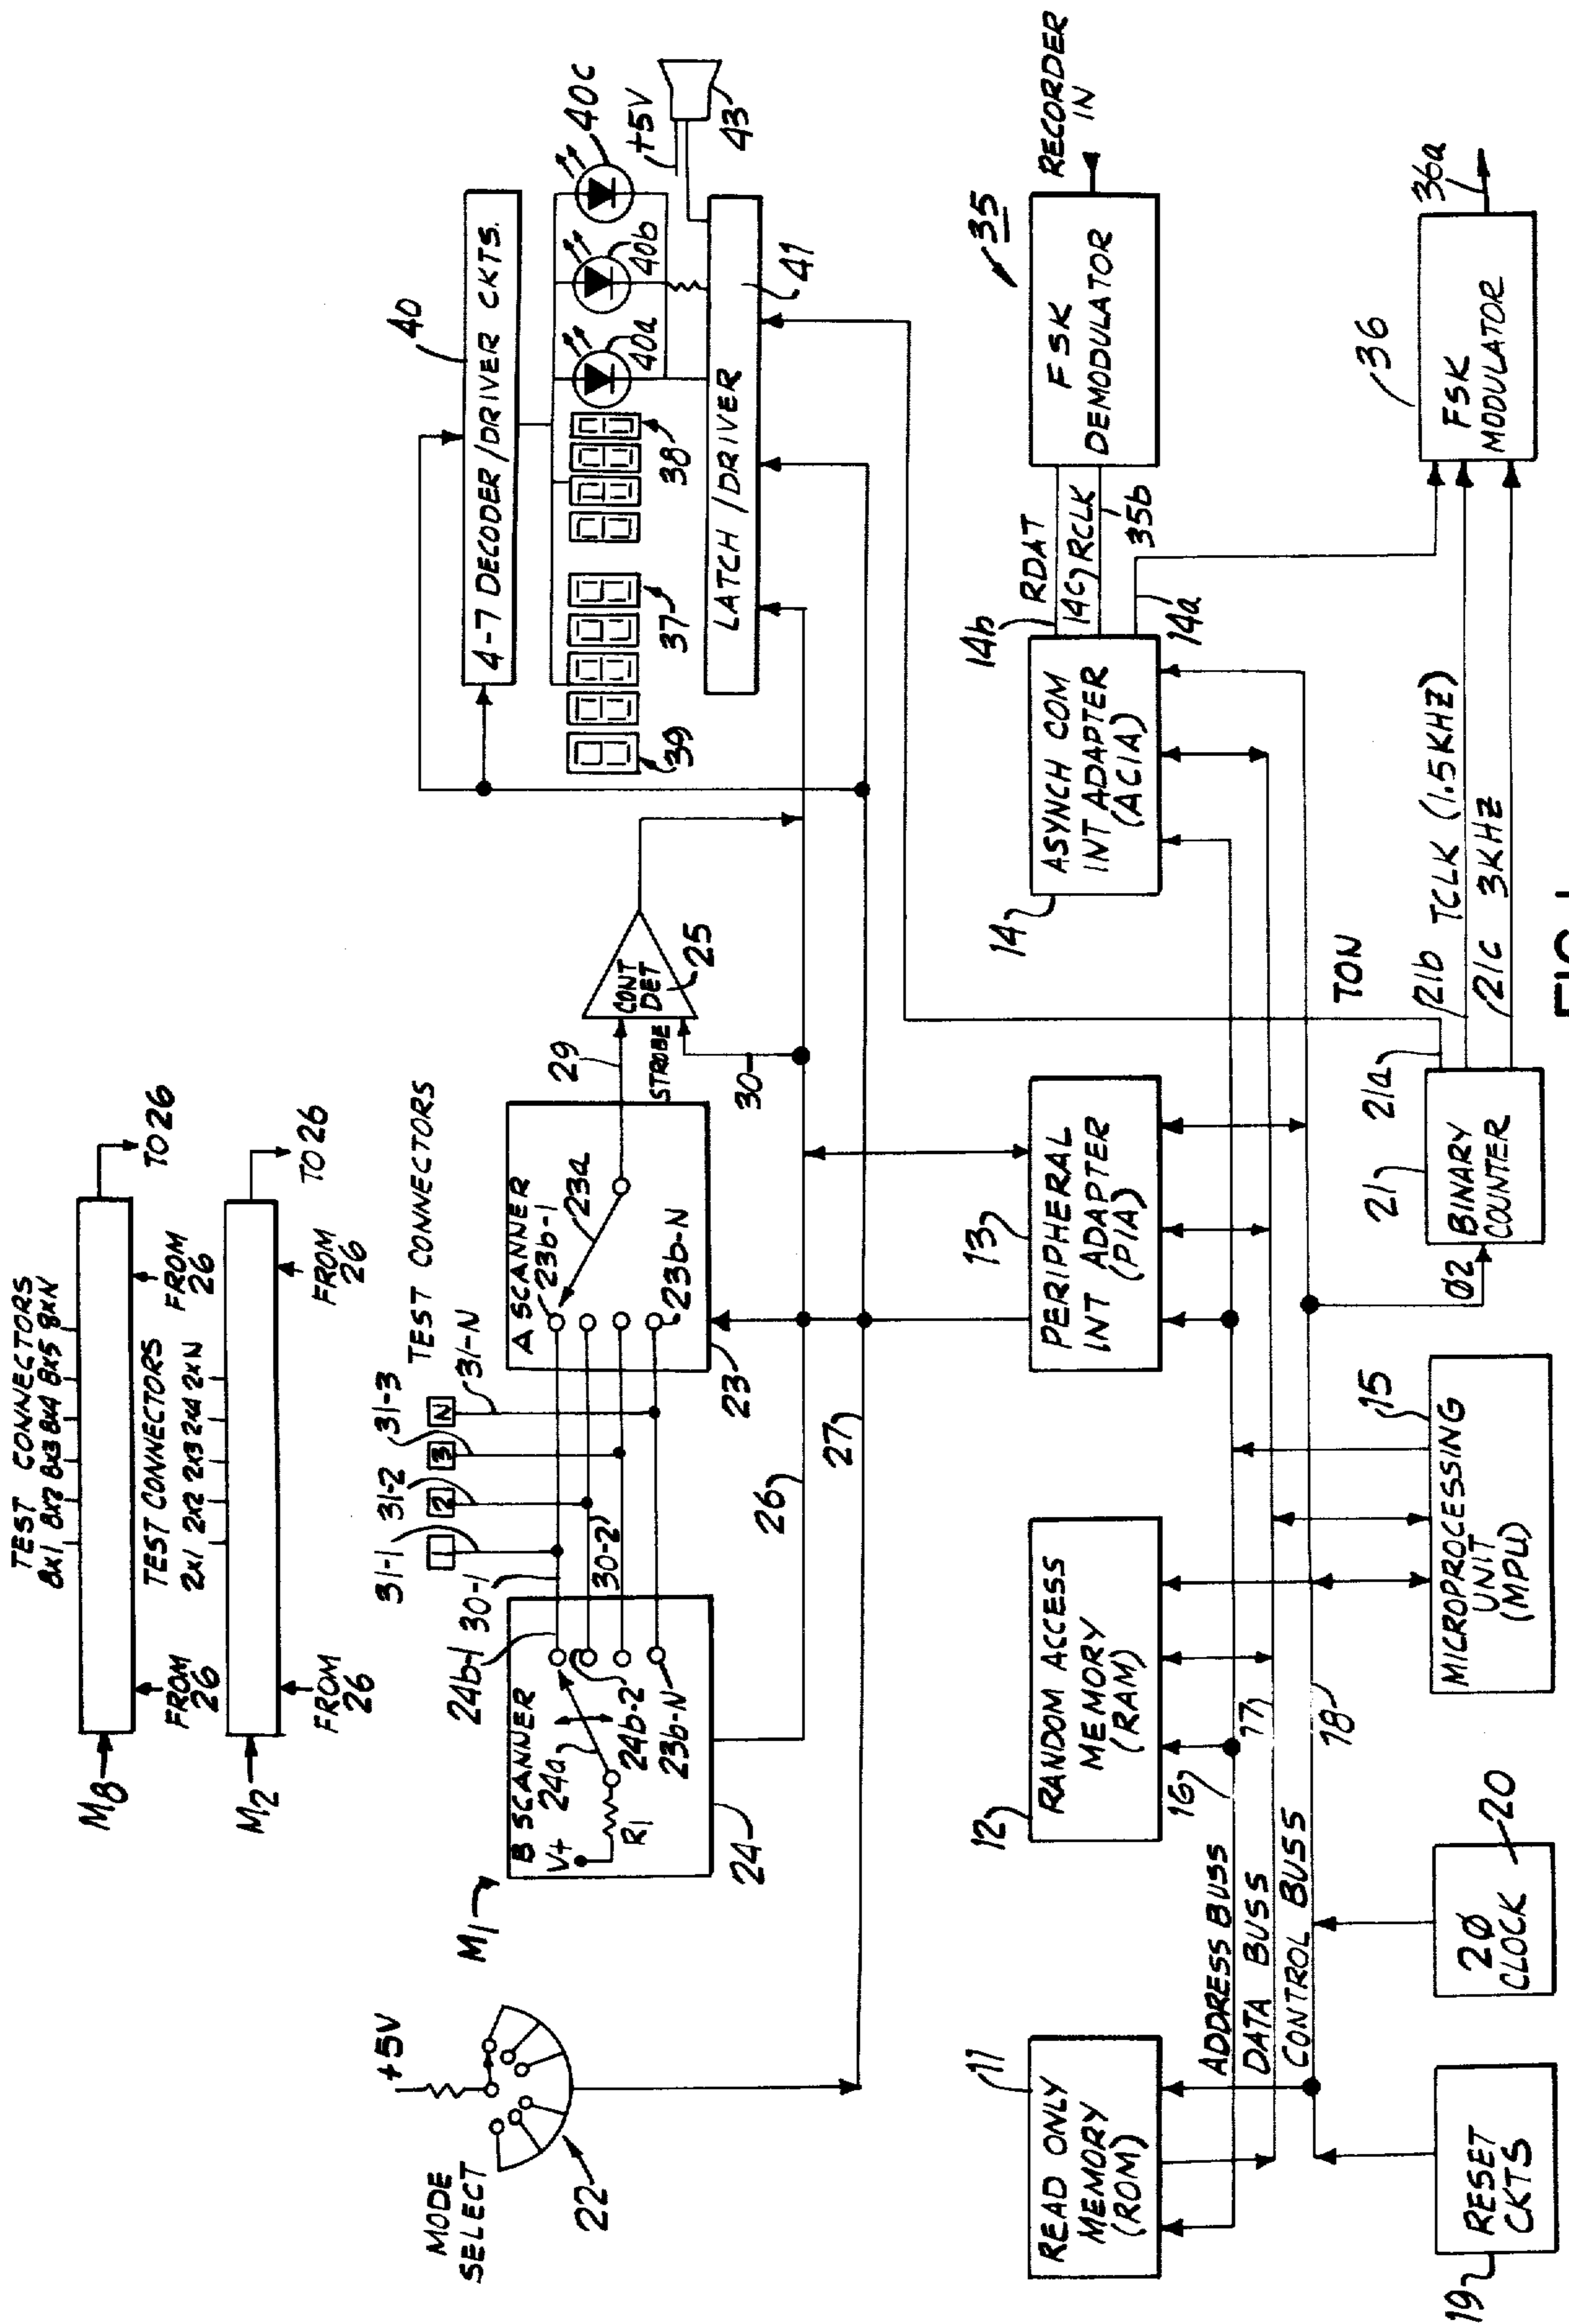 TEST CONNECTORS
8X1 8X2 8X3 8X4 8X5 8XN
M8
FROM
26
FROM
26
TO 26
TEST CONNECTORS
2X1 2X2 2X3 2X4 2XN
M2
FROM
26
FROM
26
TO 26
MODE
SELECT
+5V
22
M1
B SCANNER
V+
R1
24a
24b-1
24b-2
23b-N
24
30-1
30-2
31-1
31-2
31-3
31-N
1
2
3
N
TEST CONNECTORS
A SCANNER
23b-1
23a
23b-N
23
26
27
29
STROBE
30
CONT
DET
25
4-7 DECODER/DRIVER CKTS.
40
39
37
38
40a
40b
40c
+5V
43
LATCH/DRIVER
41
READ ONLY
MEMORY
(ROM)
11
RANDOM ACCESS
MEMORY
(RAM)
12
PERIPHERAL
INT ADAPTER
(PIA)
13
ASYNCH COM
INT ADAPTER
(ACIA)
14
14b
RDAT
14C
RCLK
35b
14a
FSK
DEMODULATOR
35
RECORDER
IN
ADDRESS BUSS
16
DATA BUSS
17
CONTROL BUSS
18
RESET
CKTS
19
2Ø
CLOCK
20
MICROPROCESSING
UNIT
(MPU)
15
Ø2
BINARY
COUNTER
21
21a
TON
21b TCLK (1.5KHZ)
21C 3KHZ
FSK
MODULATOR
36
36a